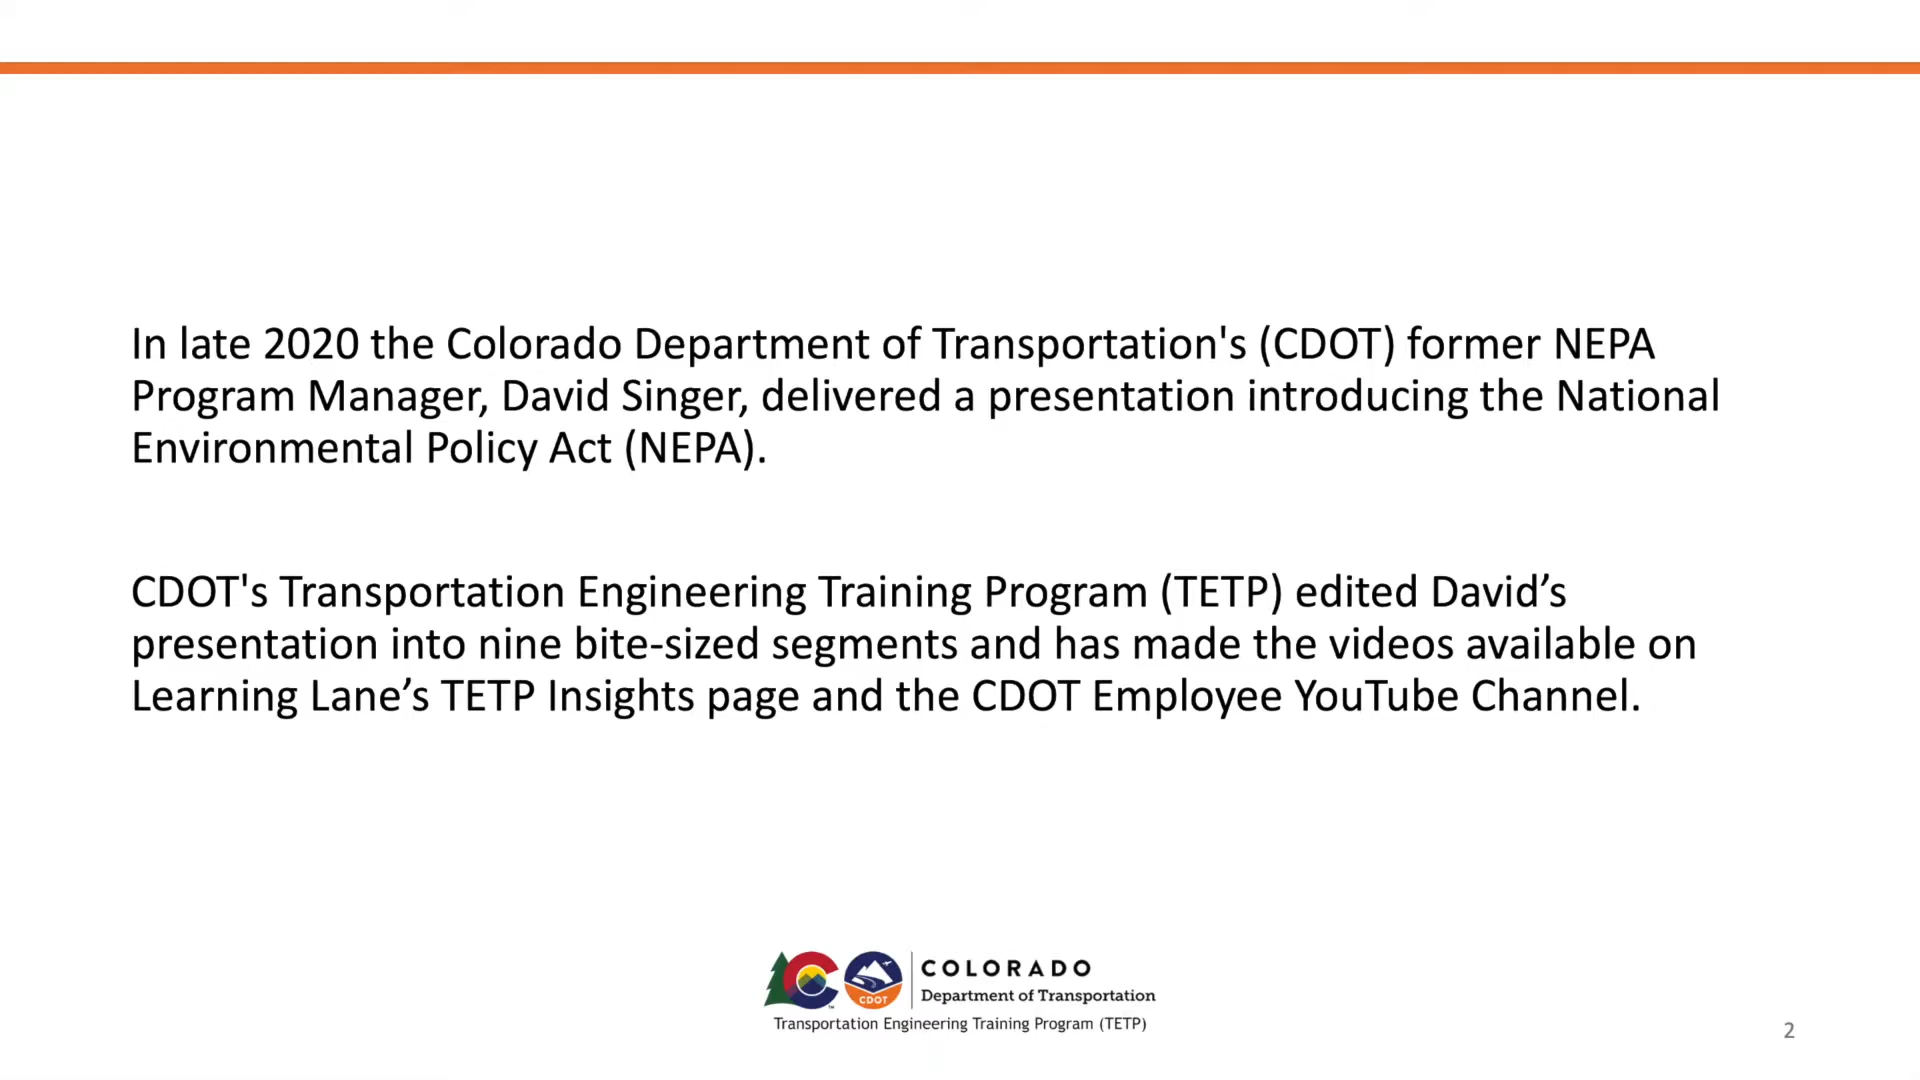 In late 2020 the Colorado Department of Transportation's (CDOT) former NEPA
Program Manager, David Singer, delivered a presentation introducing the National
Environmental Policy Act (NEPA).
CDOT's Transportation Engineering Training Program (TETP) edited David’s
presentation into nine bite-sized segments and has made the videos available on
Learning Lane’s TETP Insights page and the CDOT Employee YouTube Channel.
COLORADO
CDOT
Department of Transportation
Transportation Engineering Training Program (TETP)
2